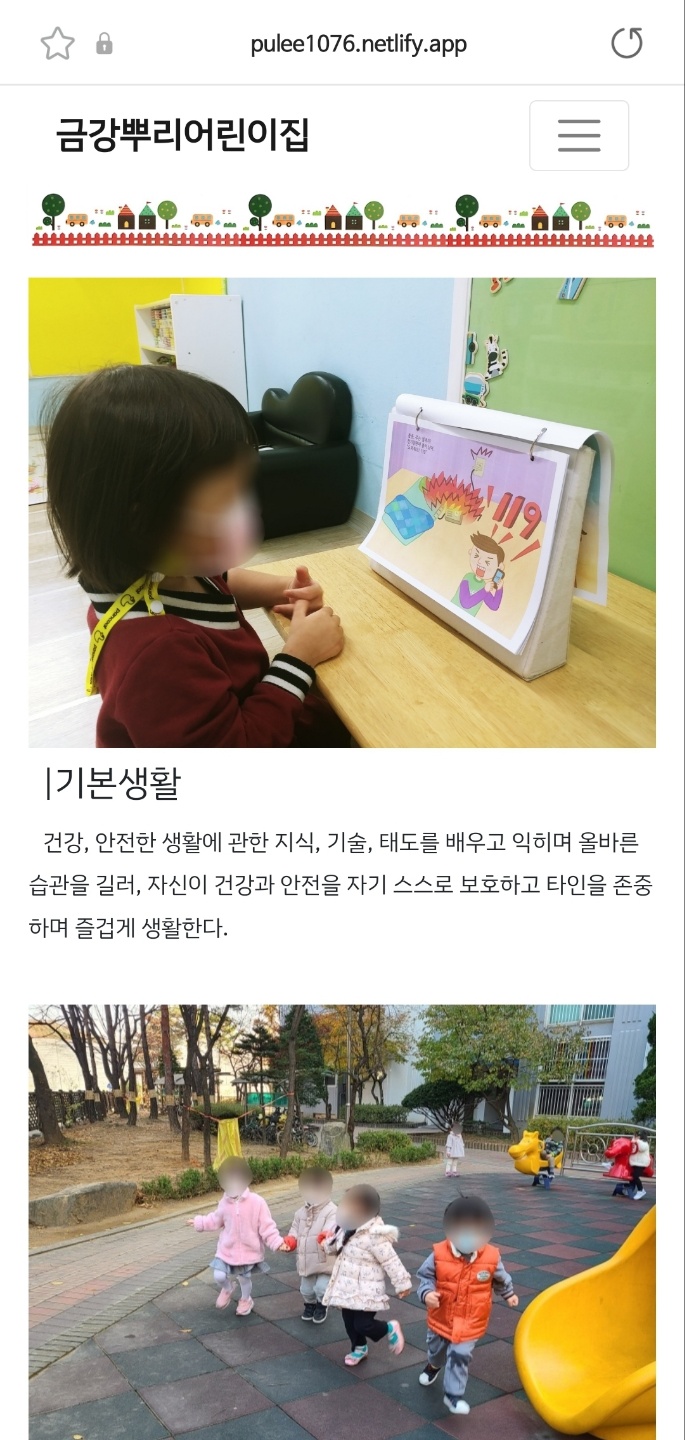 pulee1076.netlify.app
금강뿌리어린이집
119
|기본생활
건강, 안전한 생활에 관한 지식, 기술, 태도를 배우고 익히며 올바른
습관을 길러, 자신이 건강과 안전을 자기 스스로 보호하고 타인을 존중
하며 즐겁게 생활한다.